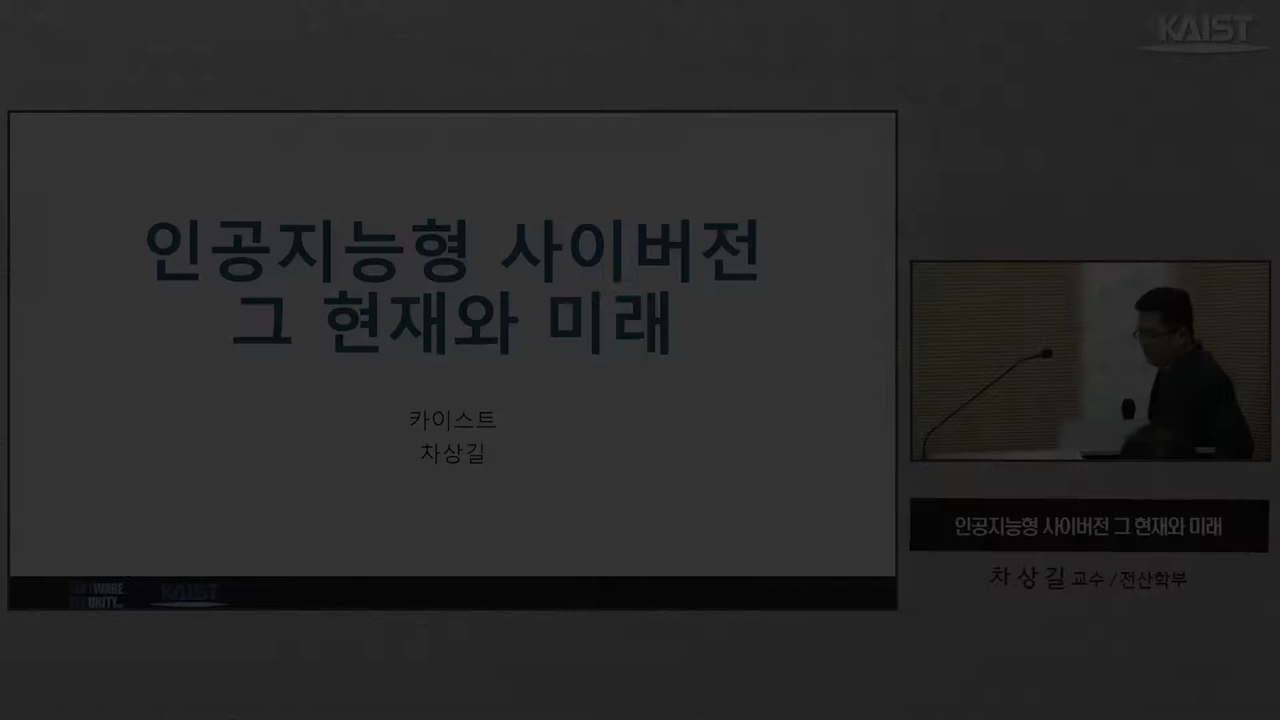 KAIST
인공지능형 사이버전
그 현재와 미래
카이스트
차상길
SOFTWARE
SECURITY
KAIST
인공지능형 사이버전 그 현재와 미래
차상길 교수 / 전산학부